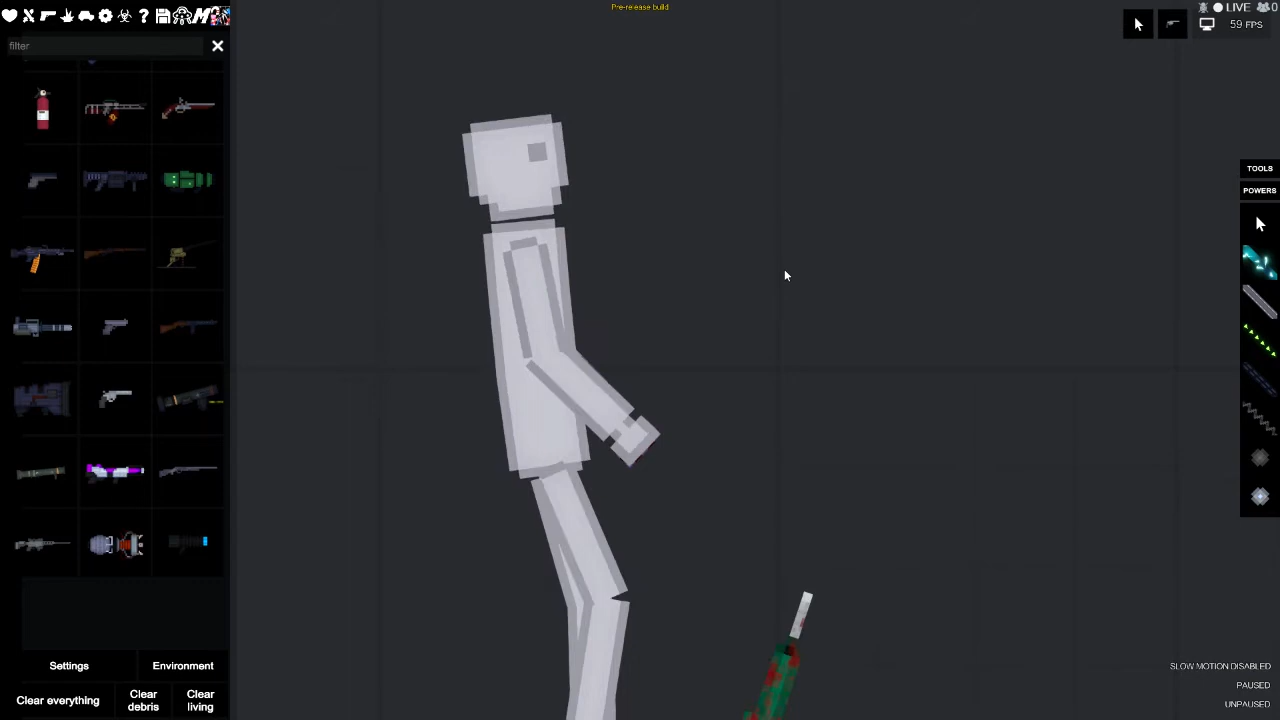 Pre-release build
LIVE
0
59 FPS
filter
TOOLS
POWERS
Settings
Environment
Clear everything
Clear debris
Clear living
SLOW MOTION DISABLED
PAUSED
UNPAUSED